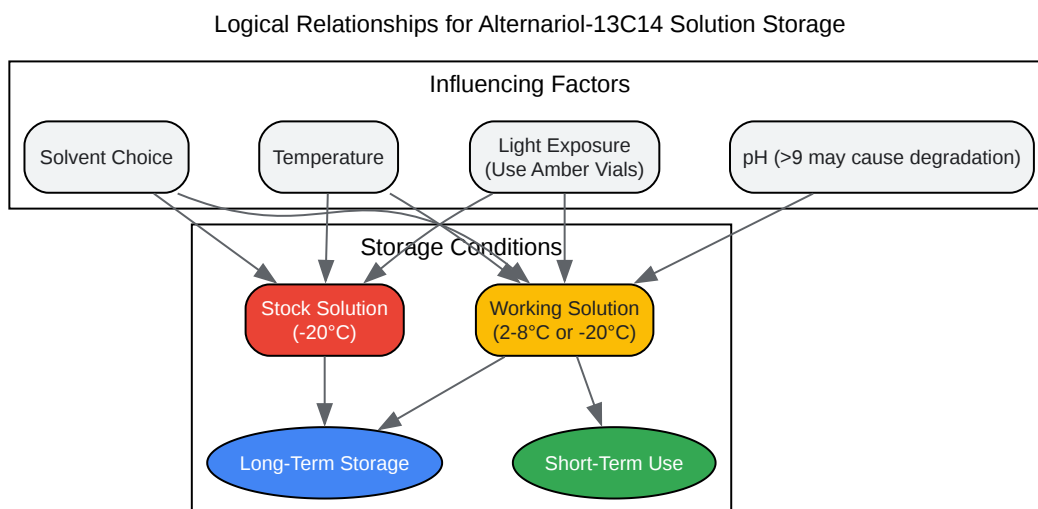 Logical Relationships for Alternariol-13C14 Solution Storage
Influencing Factors
Solvent Choice
Temperature
Light Exposure
(Use Amber Vials)
pH (>9 may cause degradation)
Storage Conditions
Stock Solution
(-20°C)
Working Solution
(2-8°C or -20°C)
Long-Term Storage
Short-Term Use